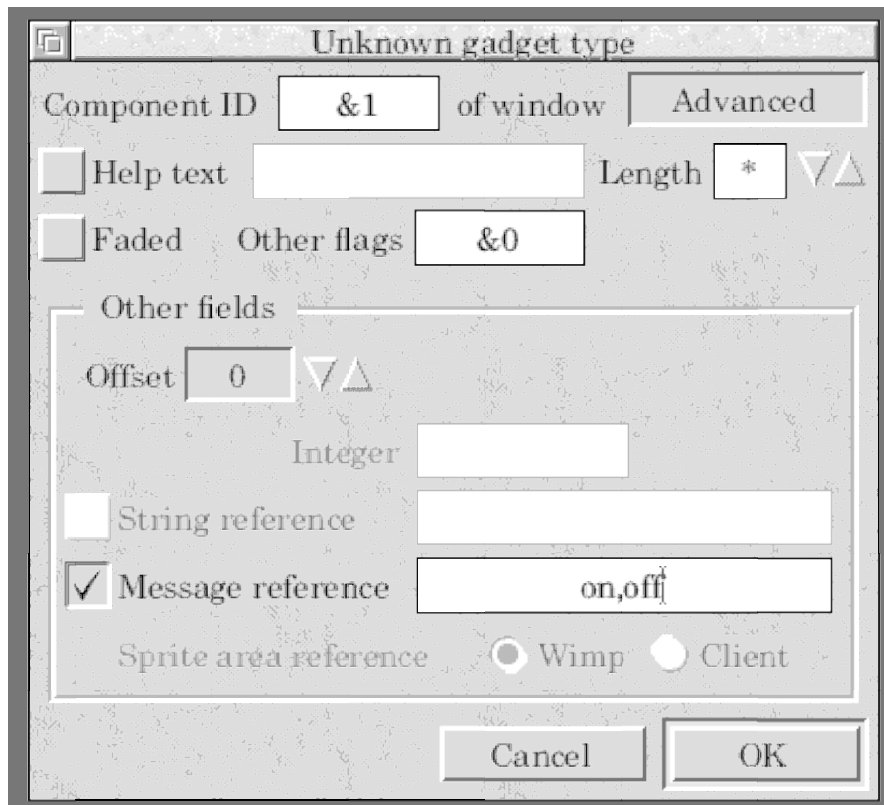 Unknown gadget type
Component ID &1 of window Advanced
Help text Length *
Faded Other flags &0
Other fields
Offset 0
Integer
String reference
Message reference on,off
Sprite area reference Wimp Client
Cancel OK